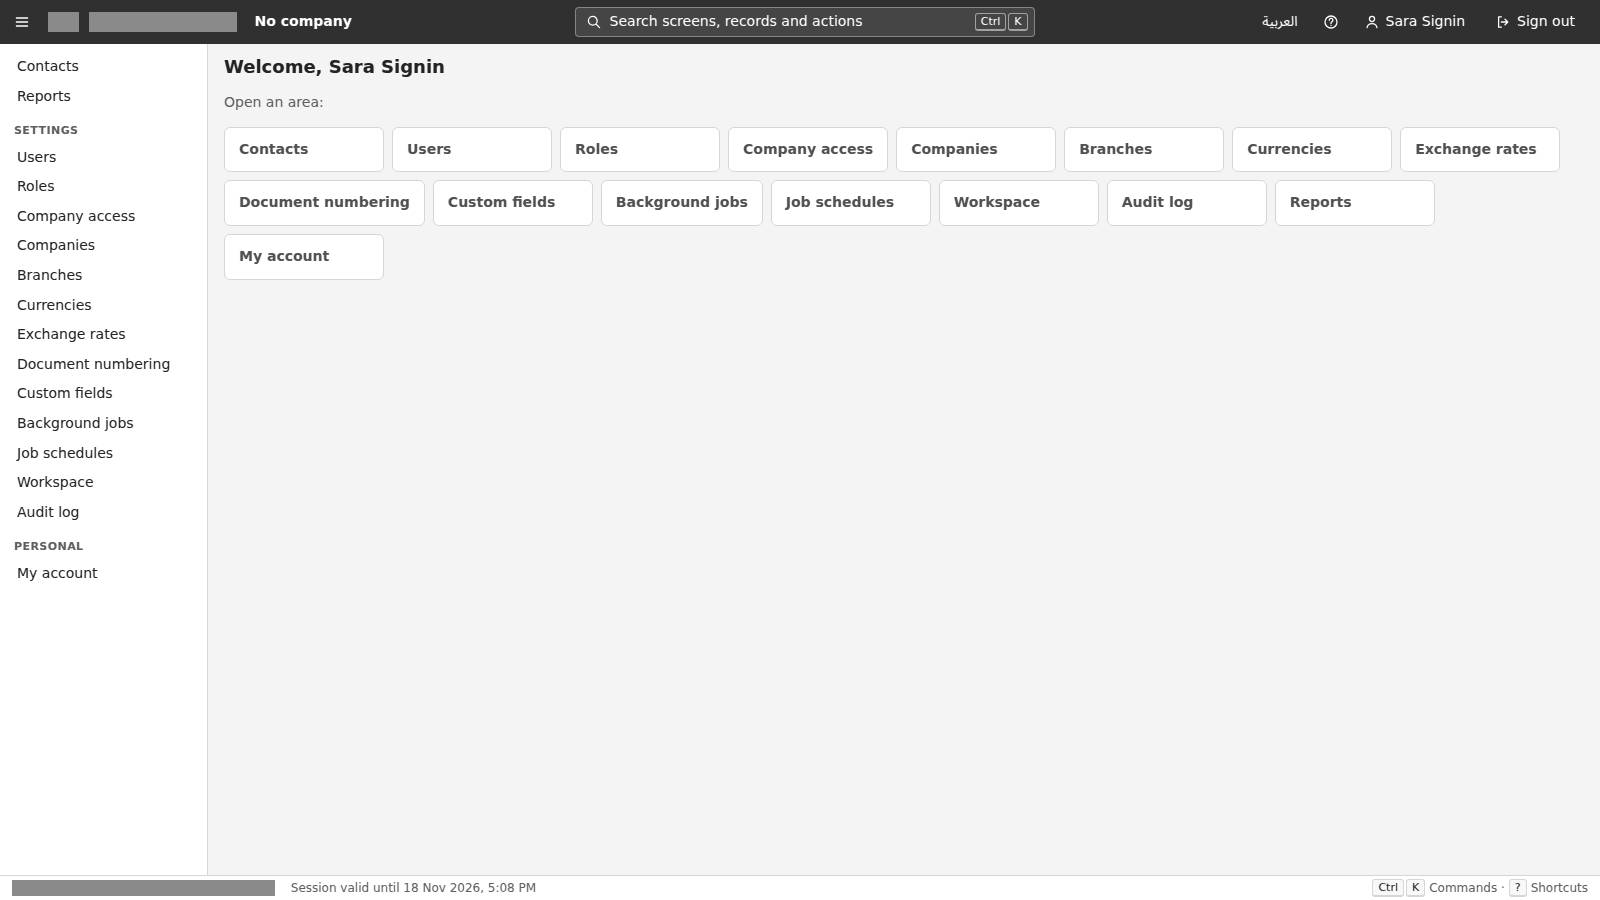 No company
Search screens, records and actions Ctrl K
العربية
Sara Signin
Sign out
Contacts
Reports
SETTINGS
Users
Roles
Company access
Companies
Branches
Currencies
Exchange rates
Document numbering
Custom fields
Background jobs
Job schedules
Workspace
Audit log
PERSONAL
My account
Welcome, Sara Signin
Open an area:
Contacts Users Roles Company access Companies Branches Currencies Exchange rates
Document numbering Custom fields Background jobs Job schedules Workspace Audit log Reports
My account
Session valid until 18 Nov 2026, 5:08 PM
Ctrl K Commands · ? Shortcuts